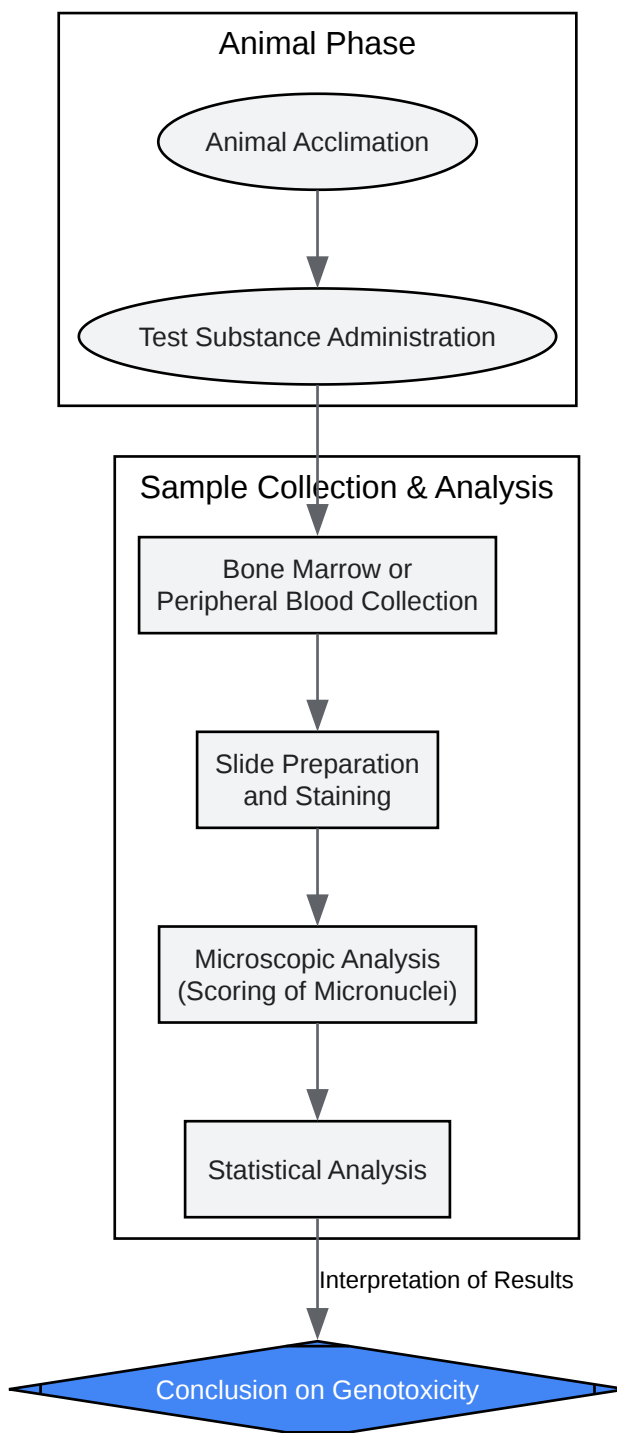 Animal Phase
Animal Acclimation
Test Substance Administration
Sample Collection & Analysis
Bone Marrow or
Peripheral Blood Collection
Slide Preparation
and Staining
Microscopic Analysis
(Scoring of Micronuclei)
Statistical Analysis
Interpretation of Results
Conclusion on Genotoxicity